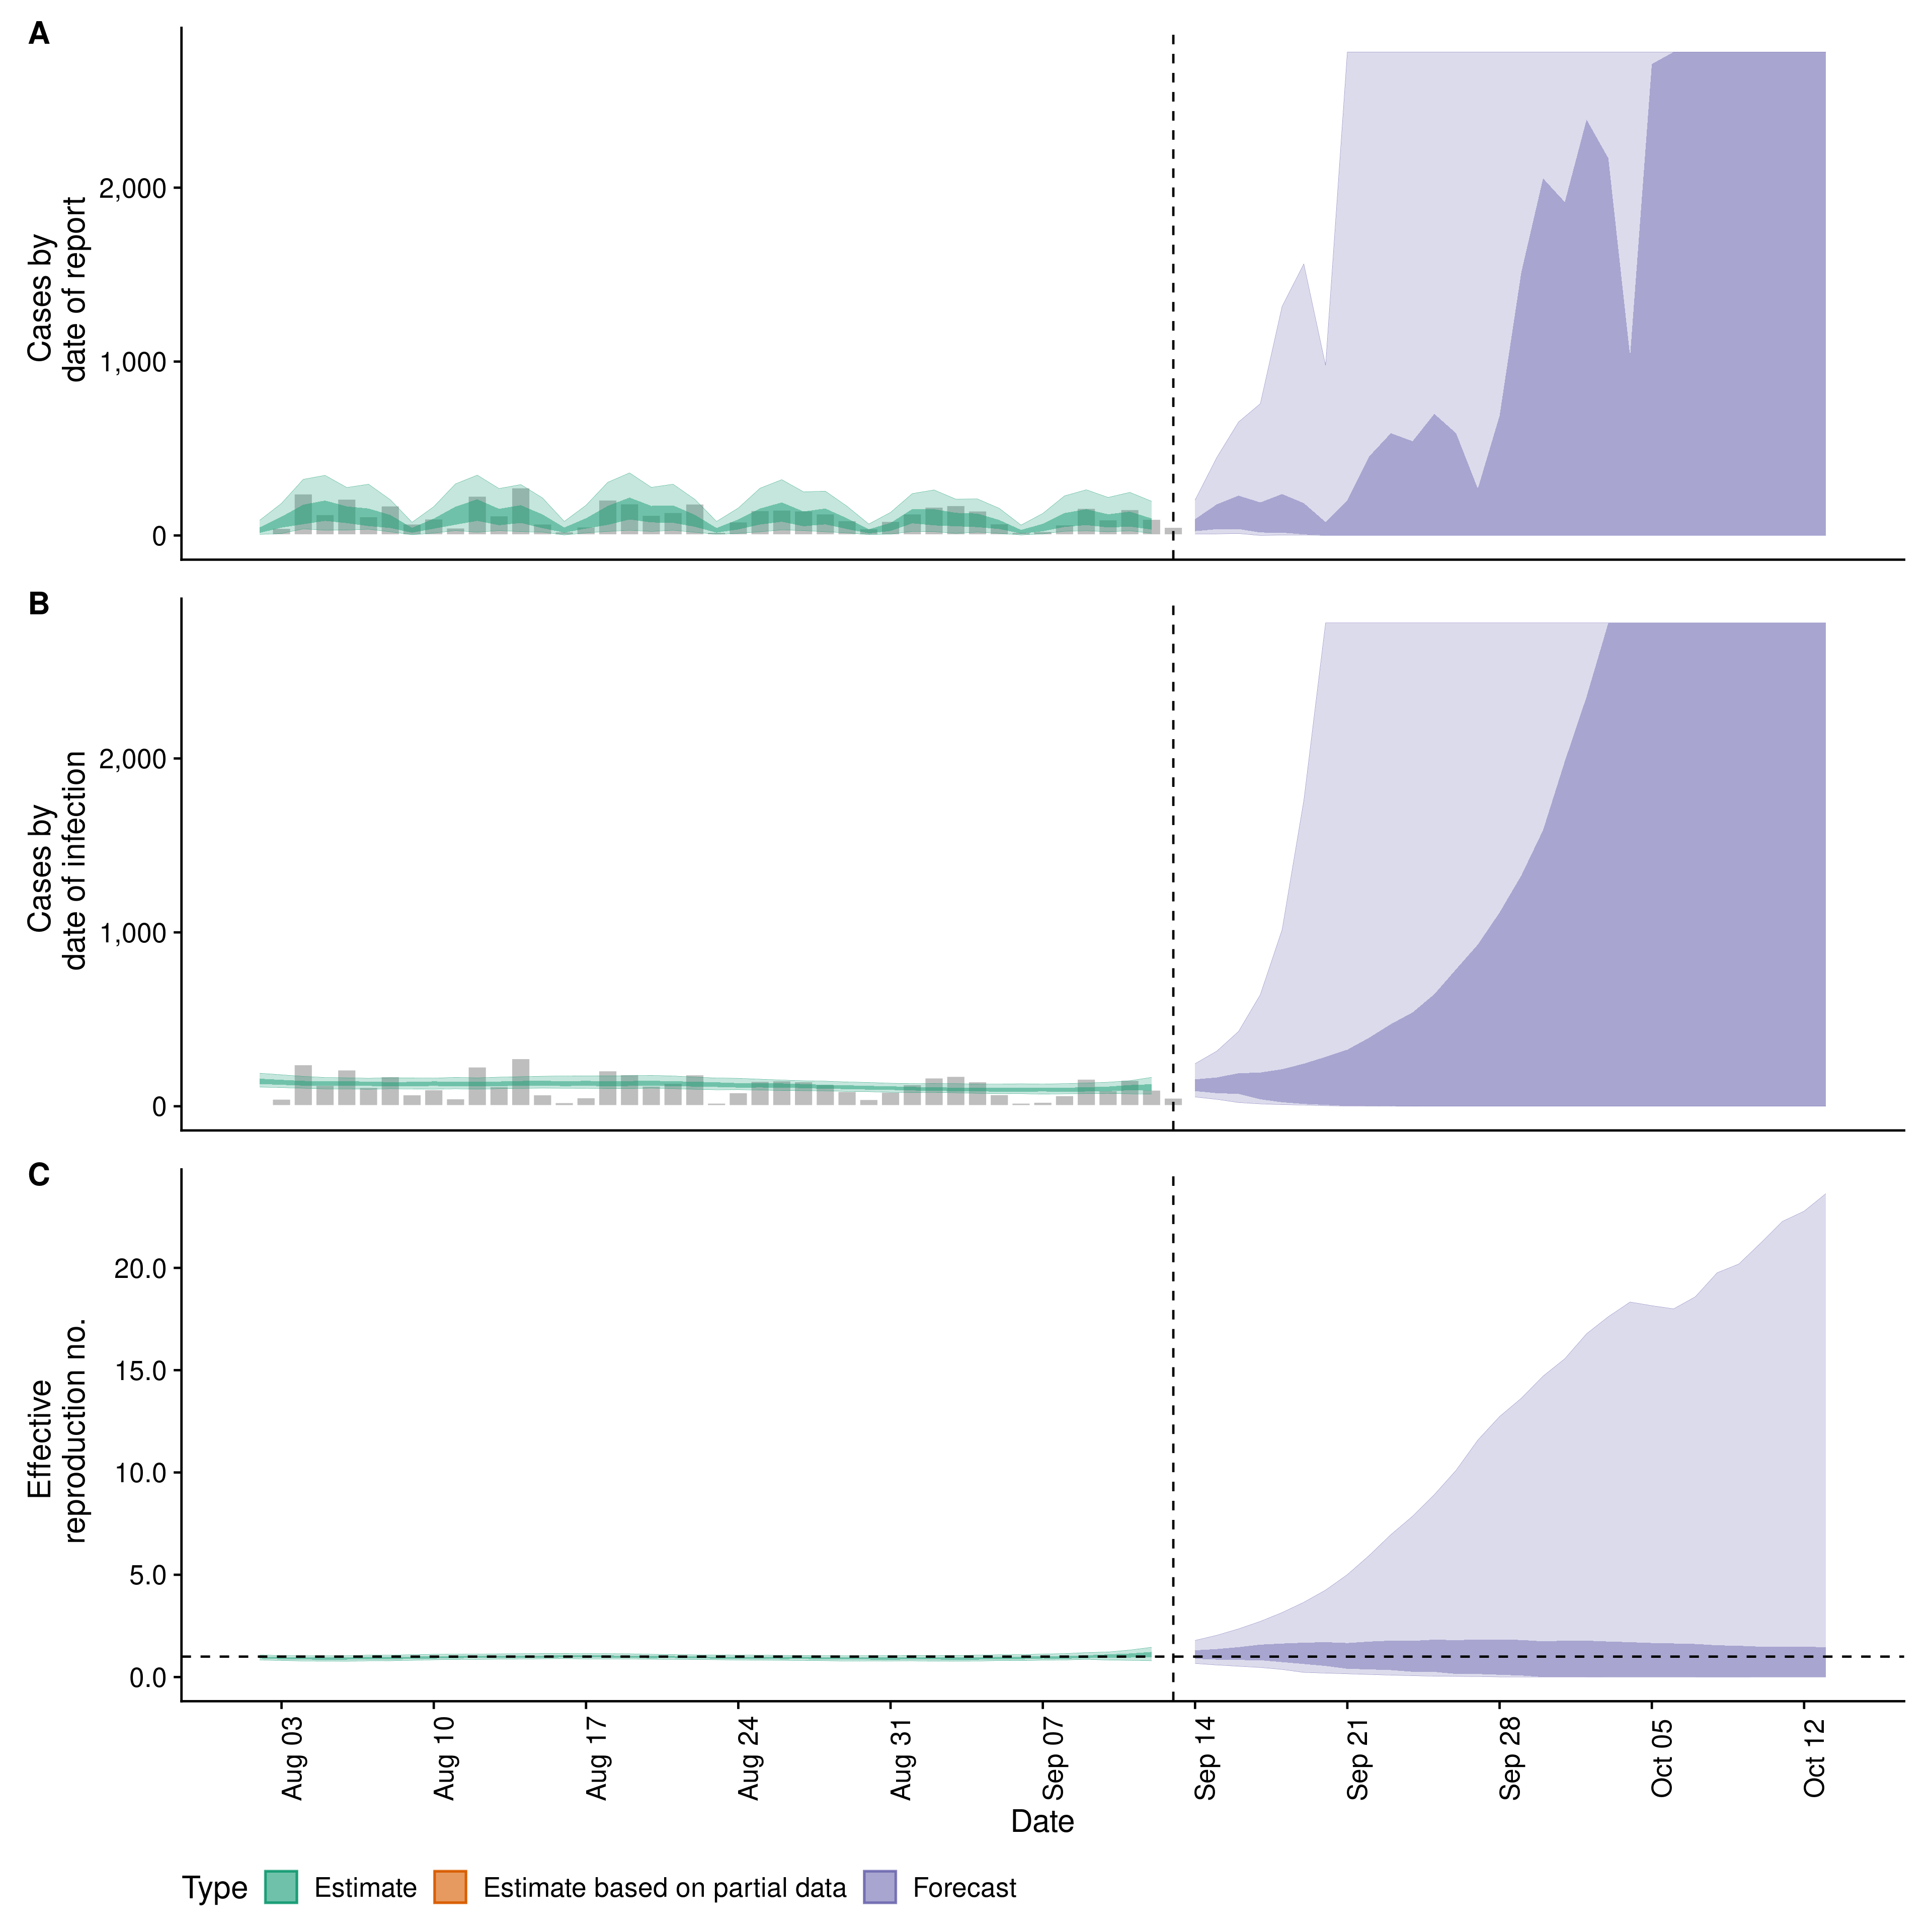 A
Cases by
date of report
2,000
1,000
0
B
Cases by
date of infection
2,000
1,000
0
C
Effective
reproduction no.
20.0
15.0
10.0
5.0
0.0
Aug 03
Aug 10
Aug 17
Aug 24
Aug 31
Sep 07
Sep 14
Sep 21
Sep 28
Oct 05
Oct 12
Date
Type Estimate Estimate based on partial data Forecast